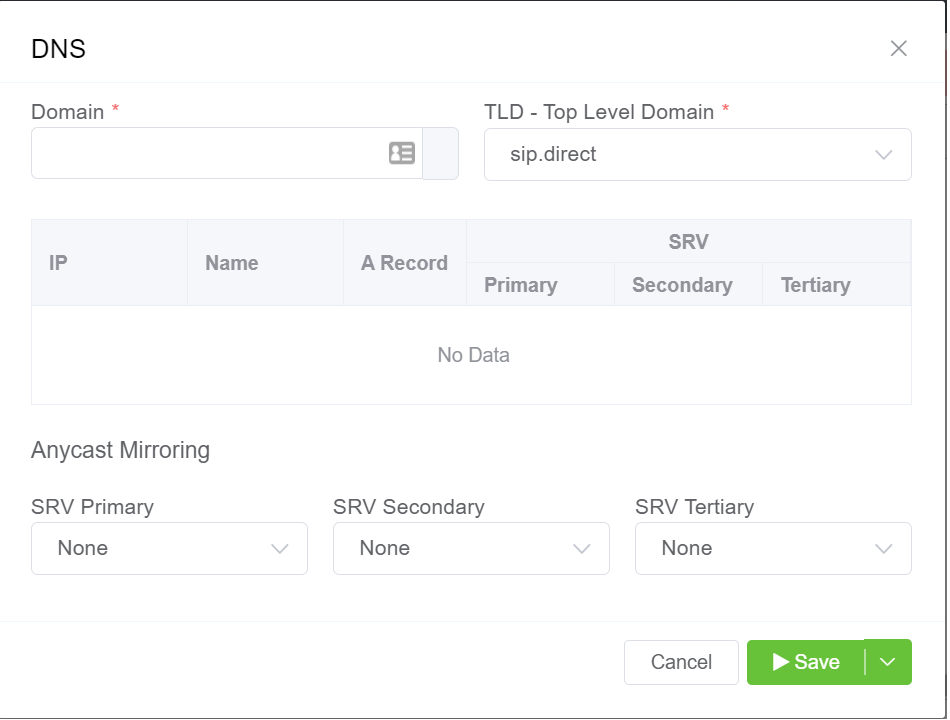 DNS
Domain *
TLD - Top Level Domain *
sip.direct
IP Name A Record SRV
Primary Secondary Tertiary
No Data
Anycast Mirroring
SRV Primary SRV Secondary SRV Tertiary
None None None
Cancel Save